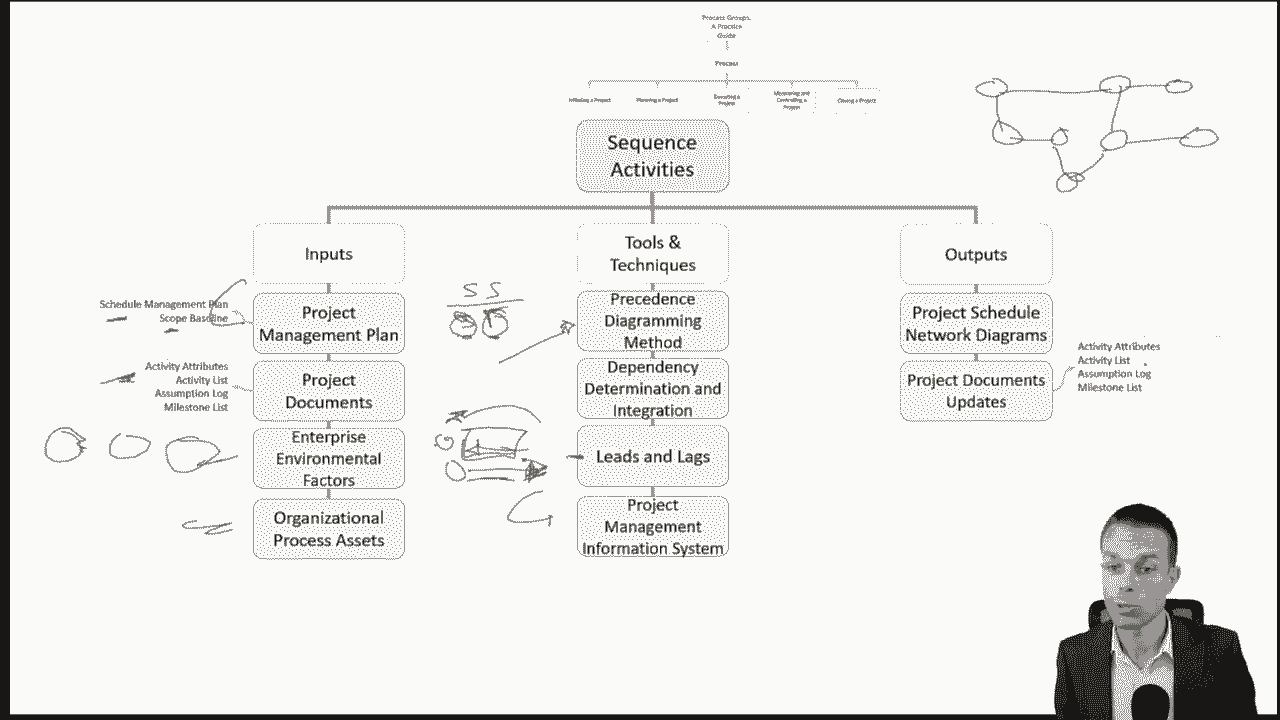 Process Groups:
A Practice
Guide
Process
Initiating a Project
Planning a Project
Executing a
Project
Monitoring and
Controlling a
Project
Closing a Project
Sequence
Activities
Inputs
Tools &
Techniques
Outputs
Schedule Management Plan
Scope Baseline
Project
Management Plan
Activity Attributes
Activity List
Assumption Log
Milestone List
Project
Documents
Enterprise
Environmental
Factors
Organizational
Process Assets
S S
Precedence
Diagramming
Method
Dependency
Determination and
Integration
Leads and Lags
Project
Management
Information System
Project Schedule
Network Diagrams
Project Documents
Updates
Activity Attributes
Activity List
Assumption Log
Milestone List